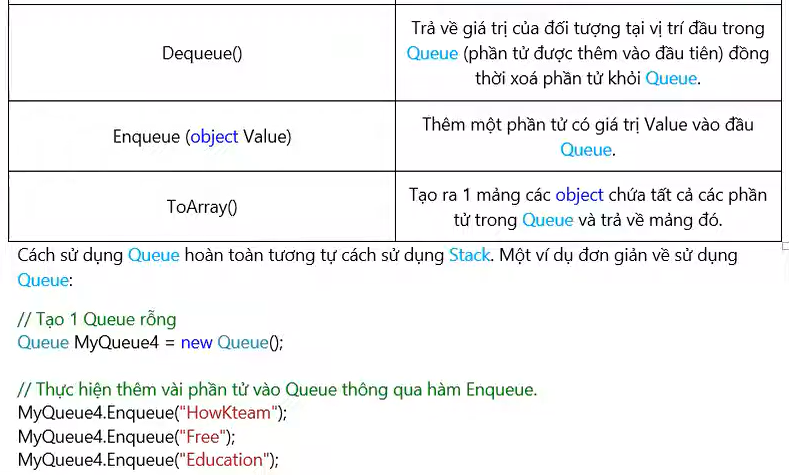 Trả về giá trị của đối tượng tại vị trí đầu trong
Dequeue()
Queue (phần tử được thêm vào đầu tiên) đồng
thời xoá phần tử khỏi Queue.
Enqueue (object Value)
Thêm một phần tử có giá trị Value vào đầu
Queue.
ToArray()
Tạo ra 1 mảng các object chứa tất cả các phần
tử trong Queue và trả về mảng đó.
Cách sử dụng Queue hoàn toàn tương tự cách sử dụng Stack. Một ví dụ đơn giản về sử dụng
Queue:
// Tạo 1 Queue rỗng
Queue MyQueue4 = new Queue();
// Thực hiện thêm vài phần tử vào Queue thông qua hàm Enqueue.
MyQueue4.Enqueue("HowKteam");
MyQueue4.Enqueue("Free");
MyQueue4.Enqueue("Education");